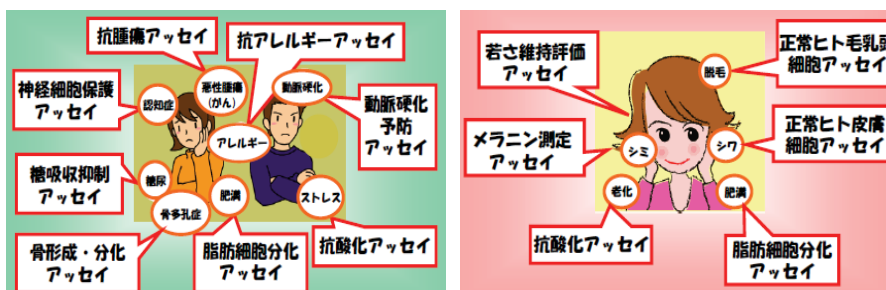 抗腫瘍アッセイ
抗アレルギーアッセイ
神経細胞保護
アッセイ
認知症
悪性腫瘍
(がん)
動脈硬化
動脈硬化
予防
アッセイ
アレルギー
糖吸収抑制
アッセイ
糖尿
肥満
ストレス
骨多孔症
骨形成・分化
アッセイ
脂肪細胞分化
アッセイ
抗酸化アッセイ
若さ維持評価
アッセイ
脱毛
正常ヒト毛乳頭
細胞アッセイ
メラニン測定
アッセイ
シミ
シワ
正常ヒト皮膚
細胞アッセイ
老化
肥満
抗酸化アッセイ
脂肪細胞分化
アッセイ